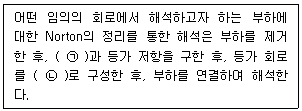 어떤 임의의 회로에서 해석하고자 하는 부하에
대한 Norton의 정리를 통한 해석은 부하를 제거
한 후, ( ㉠ )과 등가 저항을 구한 후, 등가 회로
를 ( ㉡ )로 구성한 후, 부하를 연결하여 해석한
다.